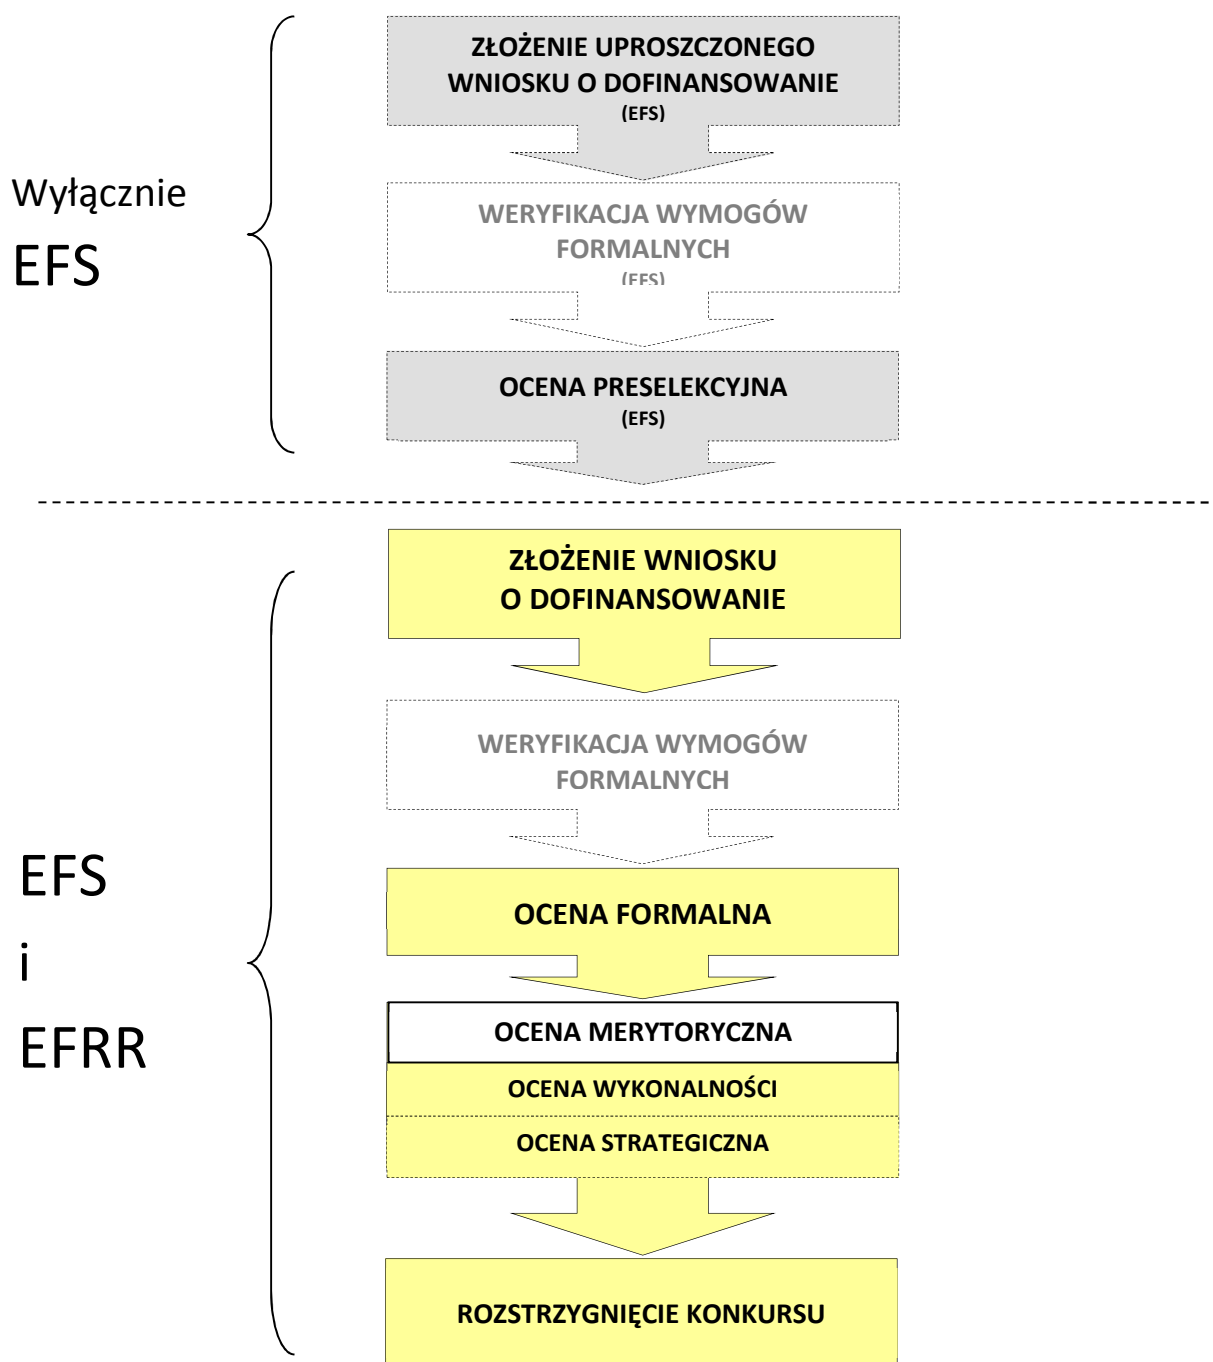 ZŁOŻENIE UPROSZCZONEGO
WNIOSKU O DOFINANSOWANIE
(EFS)
Wyłącznie
EFS
WERYFIKACJA WYMOGÓW
FORMALNYCH
(EFS)
OCENA PRESELEKCYJNA
(EFS)
ZŁOŻENIE WNIOSKU
O DOFINANSOWANIE
WERYFIKACJA WYMOGÓW
FORMALNYCH
EFS
i
EFRR
OCENA FORMALNA
OCENA MERYTORYCZNA
OCENA WYKONALNOŚCI
OCENA STRATEGICZNA
ROZSTRZYGNIĘCIE KONKURSU